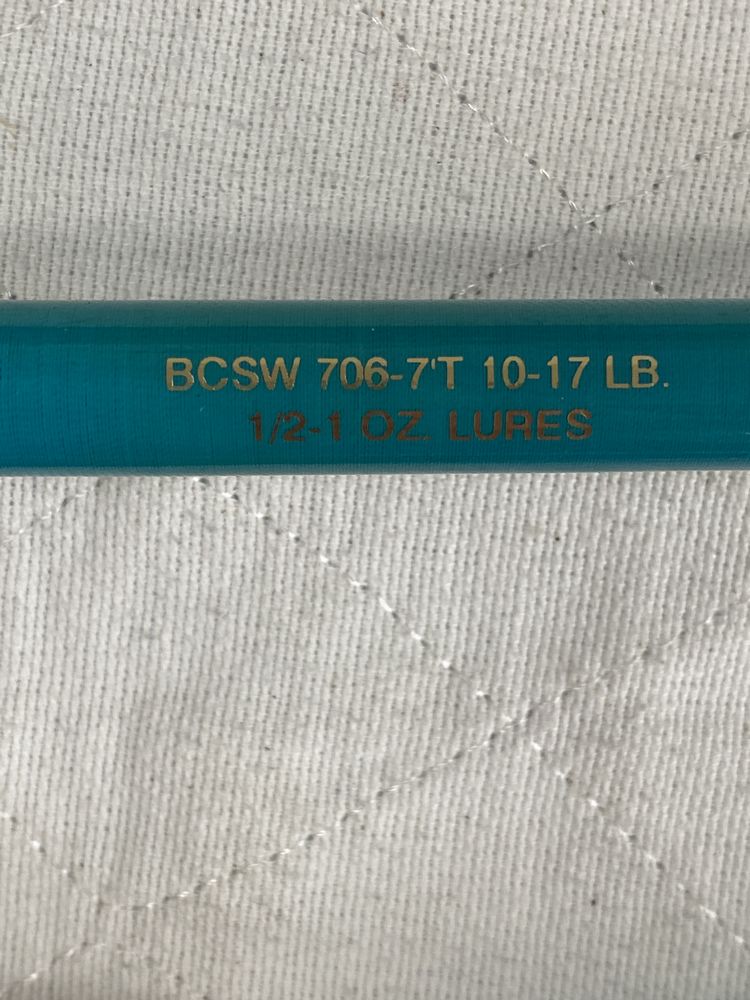 BCSW 706-7'T 10-17 LB.
1/2-1 OZ. LURES